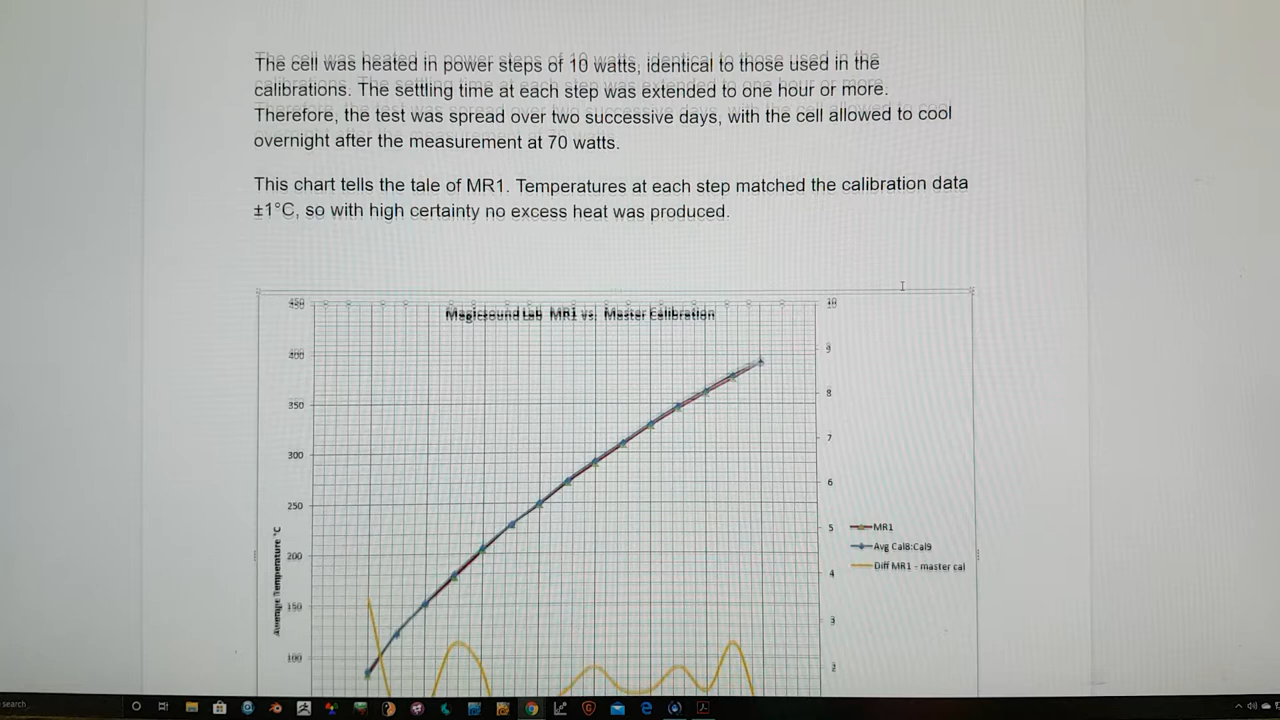 The cell was heated in power steps of 10 watts, identical to those used in the
calibrations. The settling time at each step was extended to one hour or more.
Therefore, the test was spread over two successive days, with the cell allowed to cool
overnight after the measurement at 70 watts.
This chart tells the tale of MR1. Temperatures at each step matched the calibration data
±1°C, so with high certainty no excess heat was produced.
Magicsound Lab MR1 vs. Master Calibration
450
400
350
300
250
200
150
100
10
9
8
7
6
5
4
3
2
MR1
Avg Cal8:Cal9
Diff MR1 - master cal
Temperature °C
search